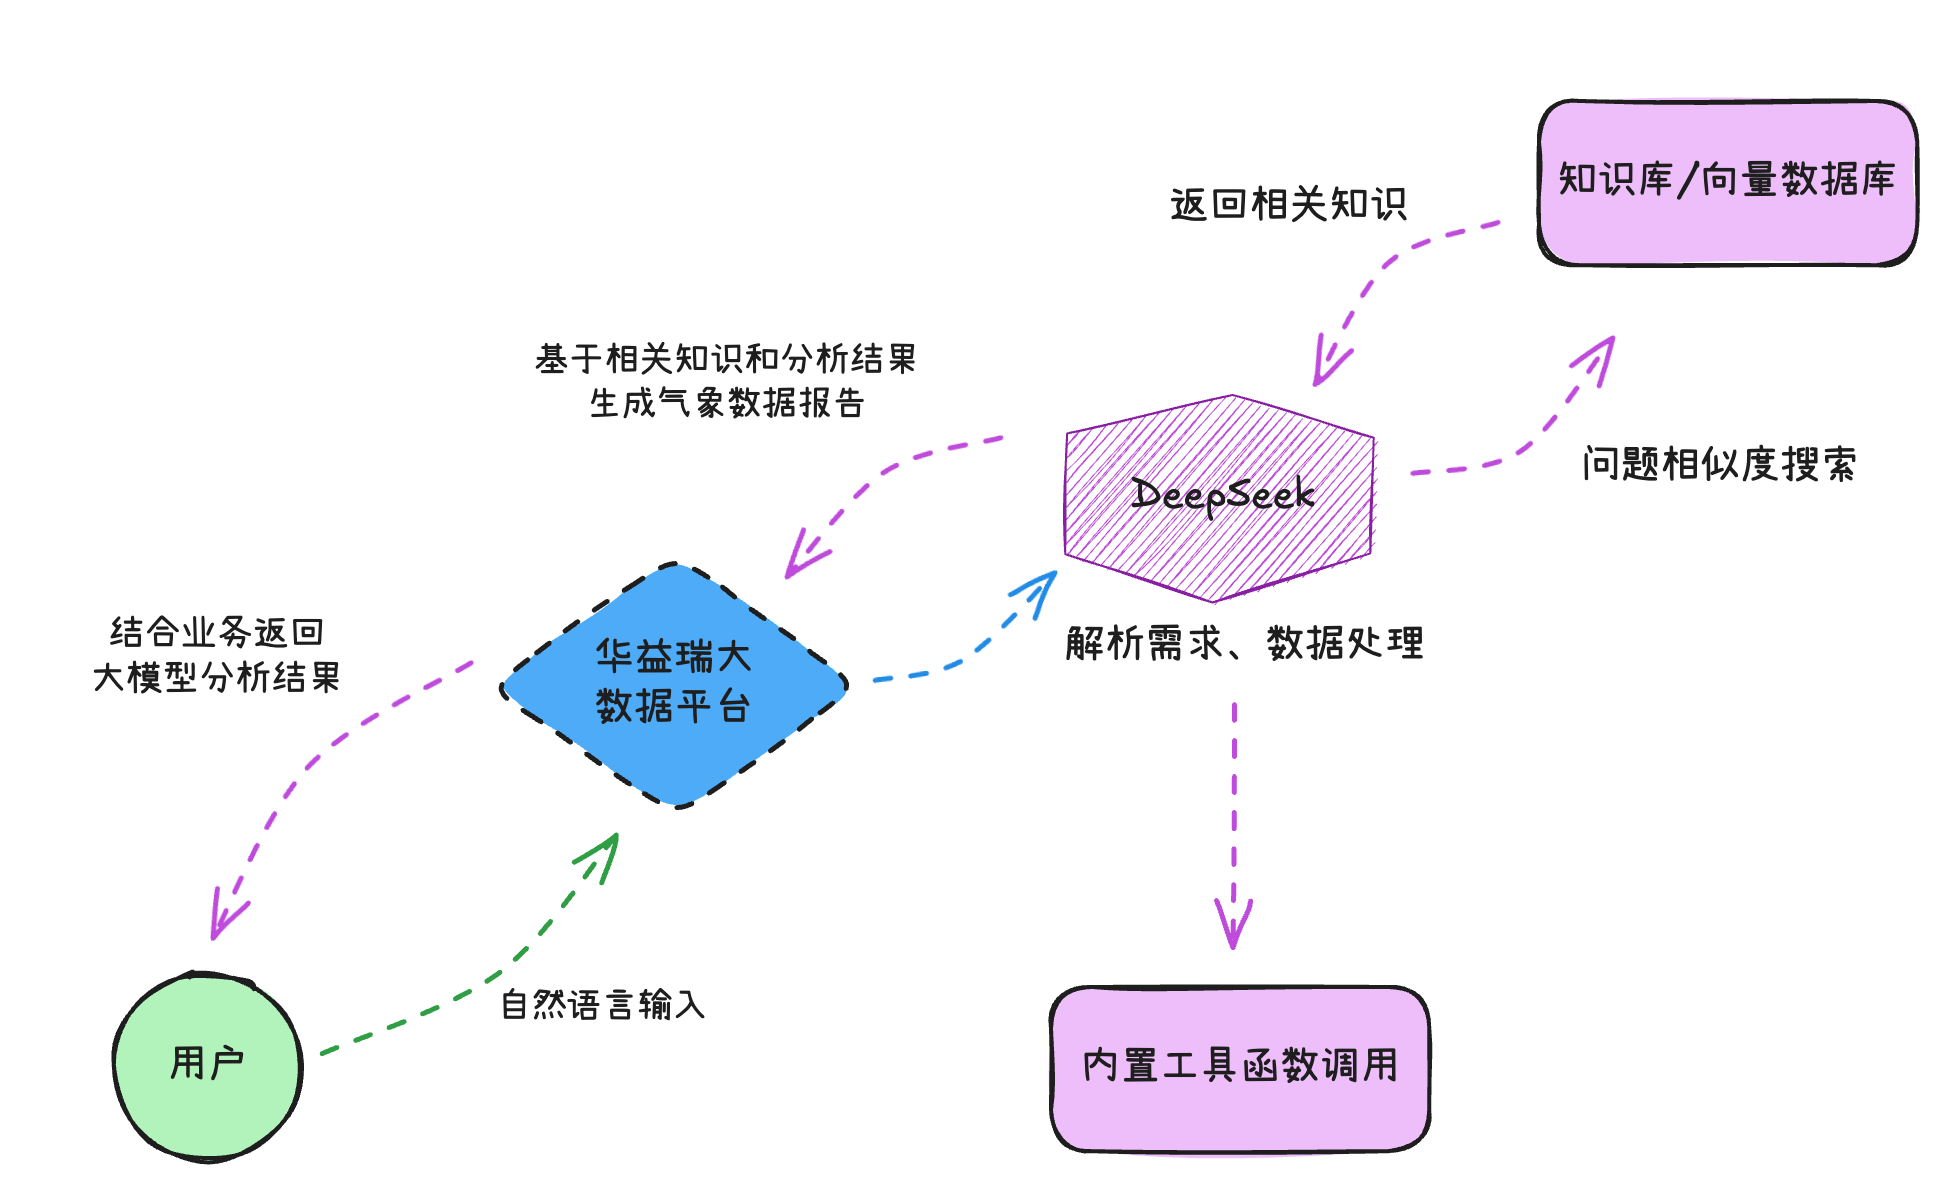 知识库/向量数据库
返回相关知识
基于相关知识和分析结果
生成气象数据报告
问题相似度搜索
DeepSeek
解析需求、数据处理
结合业务返回
大模型分析结果
华益瑞大
数据平台
自然语言输入
用户
内置工具函数调用